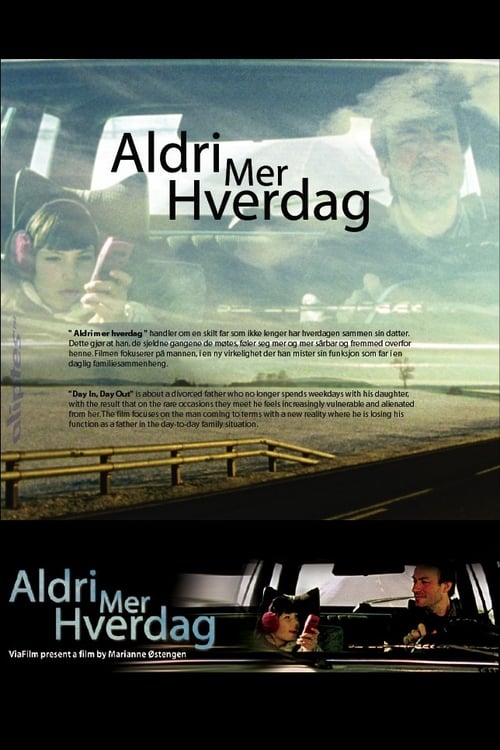 Aldri
Mer
Hverdag
" Aldri mer hverdag " handler om en skilt far som ikke lenger har hverdagen sammen sin datter.
Dette gjør at han, de sjeldne gangene de møtes, føler seg mer og mer sårbar og fremmed overfor
henne. Filmen fokuserer på mannen, i en ny virkelighet der han mister sin funksjon som far i en
daglig familiesammenheng.
"Day In, Day Out" is about a divorced father who no longer spends weekdays with his daughter,
with the result that on the rare occasions they meet he feels increasingly vulnerable and alienated
from her. The film focuses on the man coming to terms with a new reality where he is losing his
function as a father in the day-to-day family situation.
Aldri
Mer
Hverdag
ViaFilm present a film by Marianne Østengen